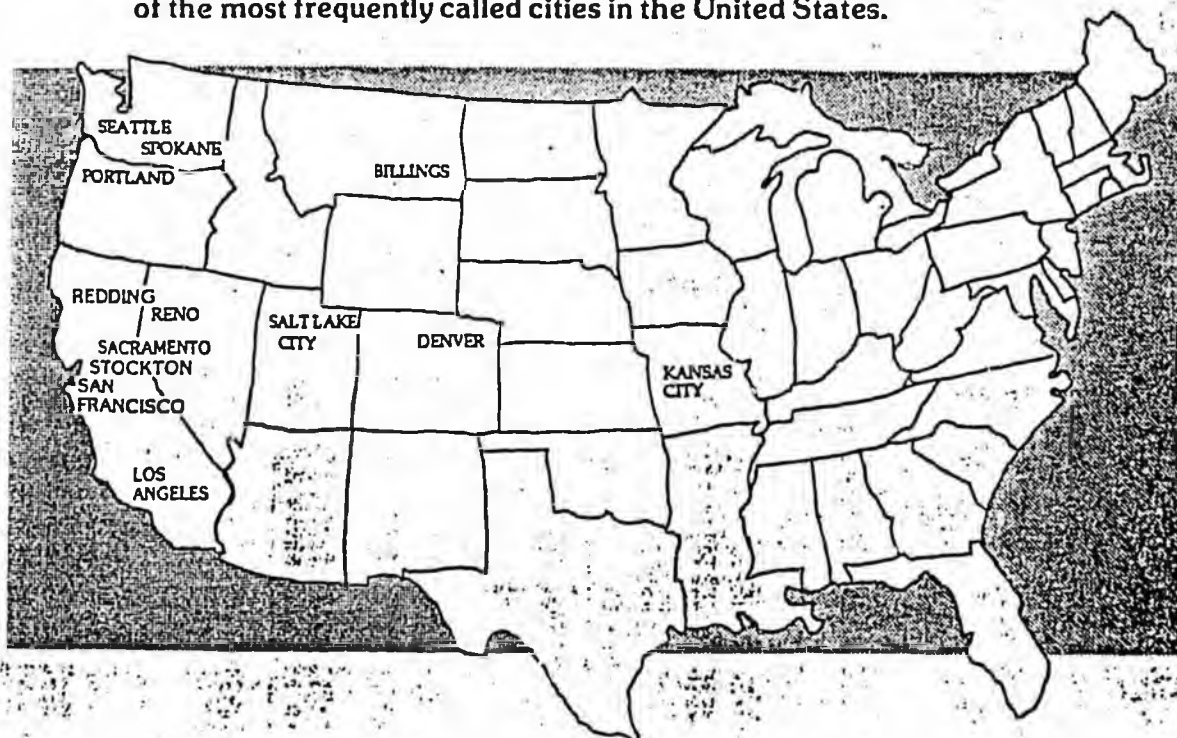 of the most frequently called cities in the United States.
SEATTLE
SPOKANE
PORTLAND
BILLINGS
REDDING
RENO
SALT LAKE
CITY
DENVER
SACRAMENTO
STOCKTON
SAN
FRANCISCO
KANSAS
CITY
LOS
ANGELES